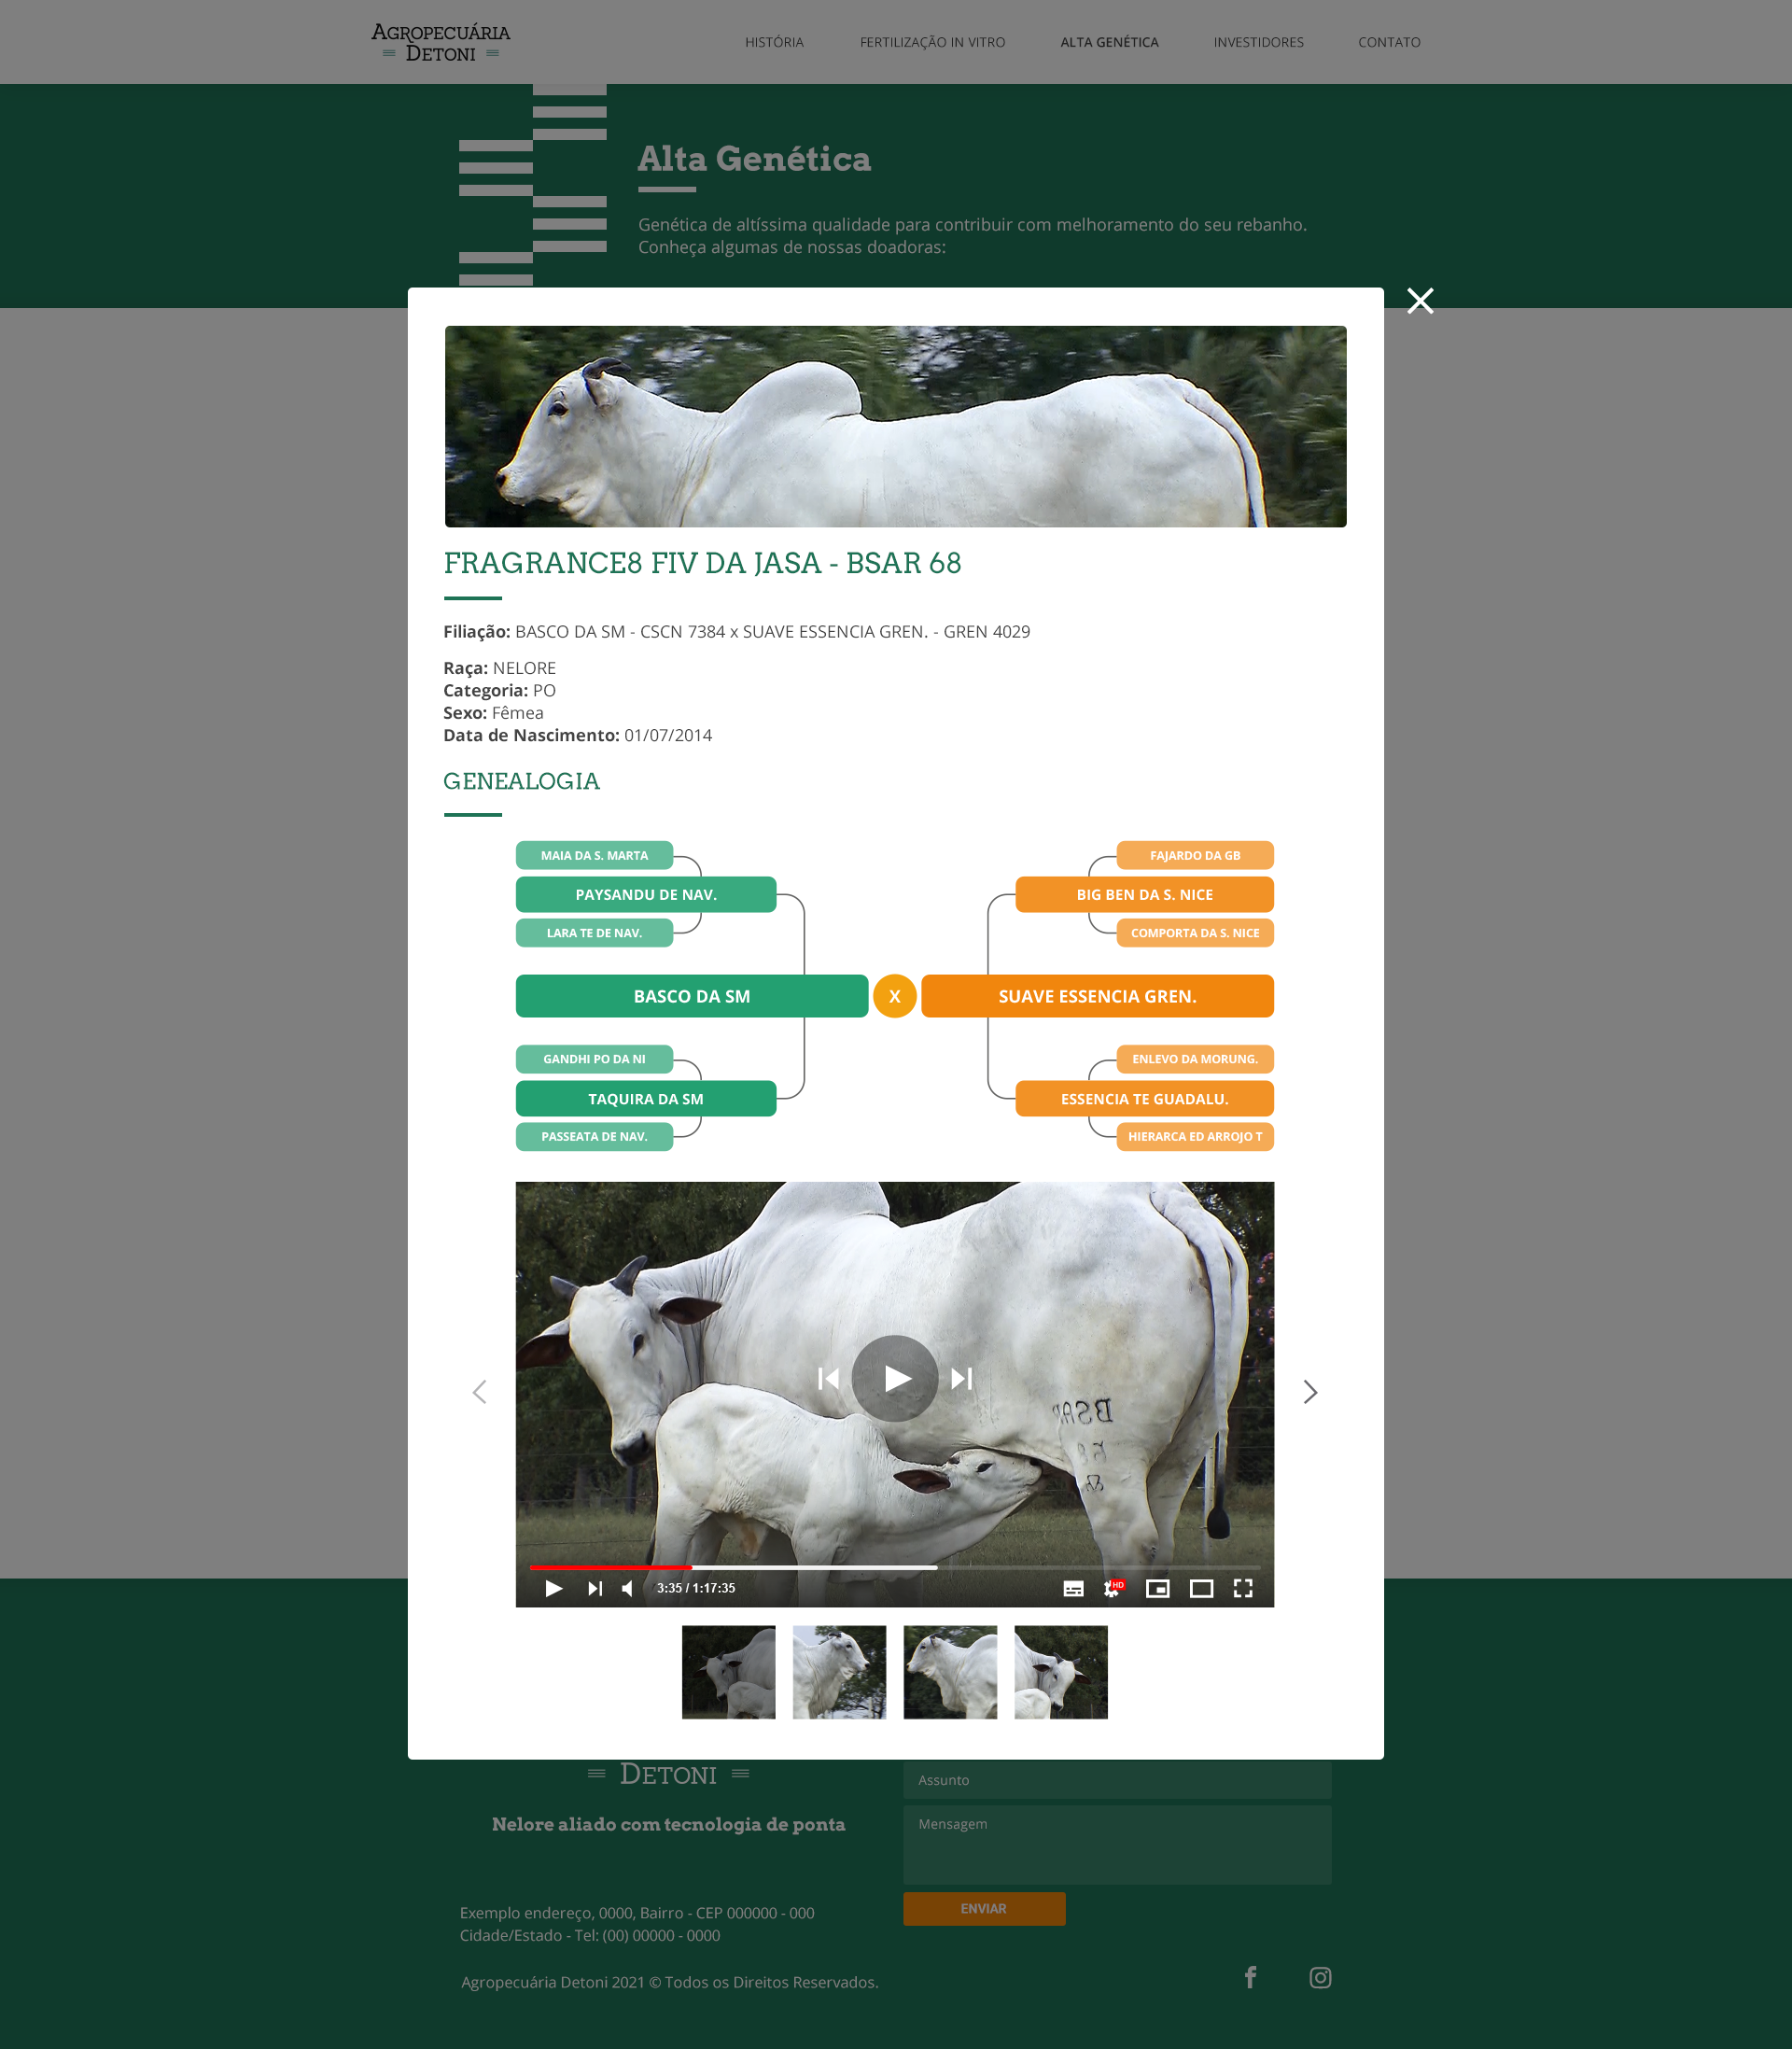 AGROPECUÁRIA
DETONI
HISTÓRIA
FERTILIZAÇÃO IN VITRO
ALTA GENÉTICA
INVESTIDORES
CONTATO
Alta Genética
Genética de altíssima qualidade para contribuir com melhoramento do seu rebanho.
Conheça algumas de nossas doadoras:
FRAGRANCE8 FIV DA JASA - BSAR 68
Filiação: BASCO DA SM - CSCN 7384 x SUAVE ESSENCIA GREN. - GREN 4029
Raça: NELORE
Categoria: PO
Sexo: Fêmea
Data de Nascimento: 01/07/2014
GENEALOGIA
MAIA DA S. MARTA
PAYSANDU DE NAV.
LARA TE DE NAV.
FAJARDO DA GB
BIG BEN DA S. NICE
COMPORTA DA S. NICE
BASCO DA SM
X
SUAVE ESSENCIA GREN.
GANDHI PO DA NI
TAQUIRA DA SM
PASSEATA DE NAV.
ENLEVO DA MORUNG.
ESSENCIA TE GUADALU.
HIERARCA ED ARROJO T
BSAR
68
8
3:35 / 1:17:35
HD
DETONI
Nelore aliado com tecnologia de ponta
Exemplo endereço, 0000, Bairro - CEP 000000 - 000
Cidade/Estado - Tel: (00) 00000 - 0000
Agropecuária Detoni 2021 © Todos os Direitos Reservados.
Assunto
Mensagem
ENVIAR